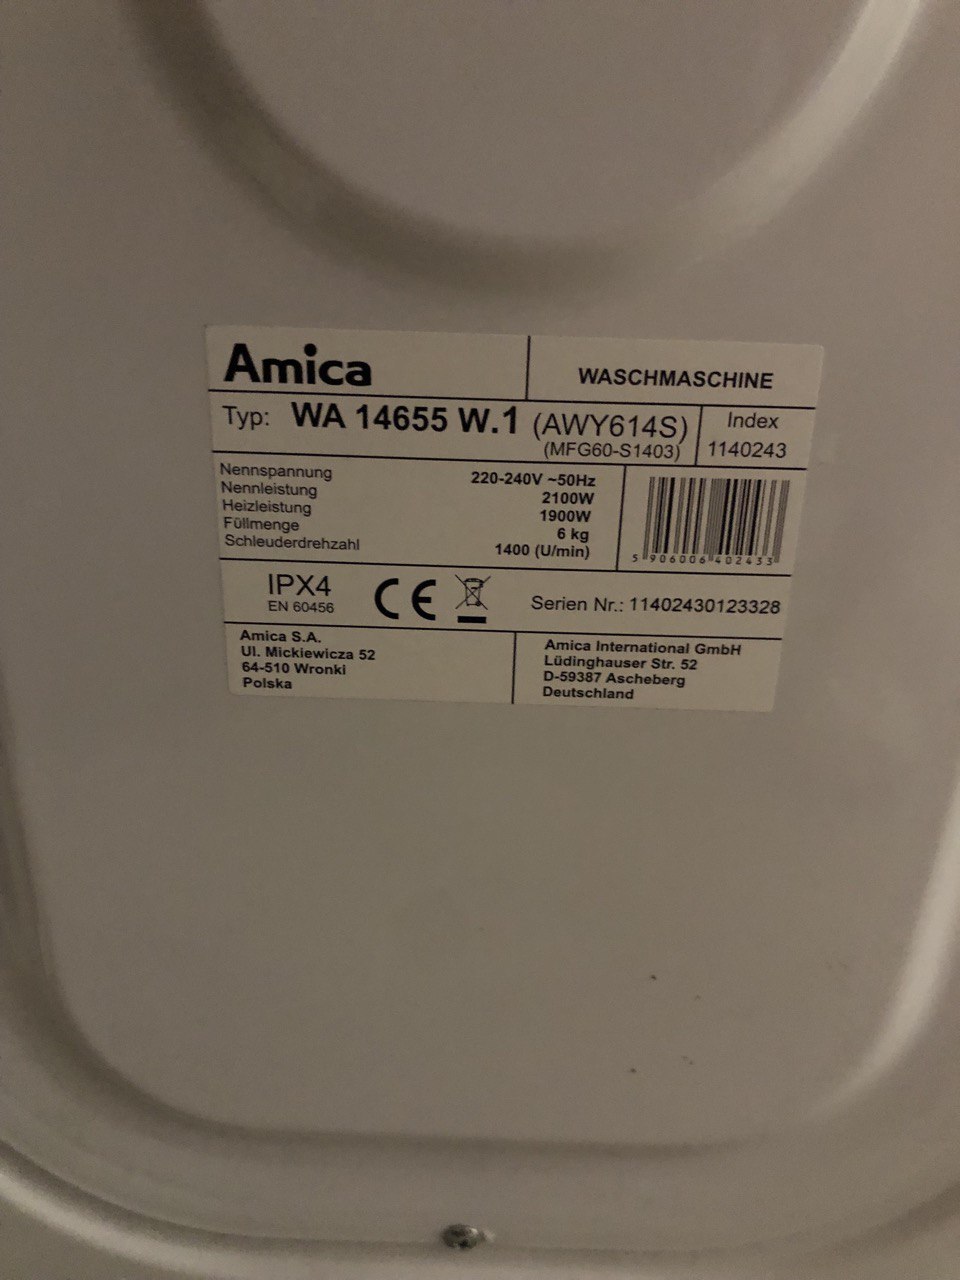 Amica
WASCHMASCHINE
Typ: WA 14655 W.1 (AWY614S)
(MFG60-S1403)
Index
1140243
Nennspannung 220-240V ~50Hz
Nennleistung 2100W
Heizleistung 1900W
Füllmenge 6 kg
Schleuderdrehzahl 1400 (U/min)
5 906006 402433
IPX4
EN 60456
CE
Serien Nr.: 11402430123328
Amica S.A.
Ul. Mickiewicza 52
64-510 Wronki
Polska
Amica International GmbH
Lüdinghauser Str. 52
D-59387 Ascheberg
Deutschland